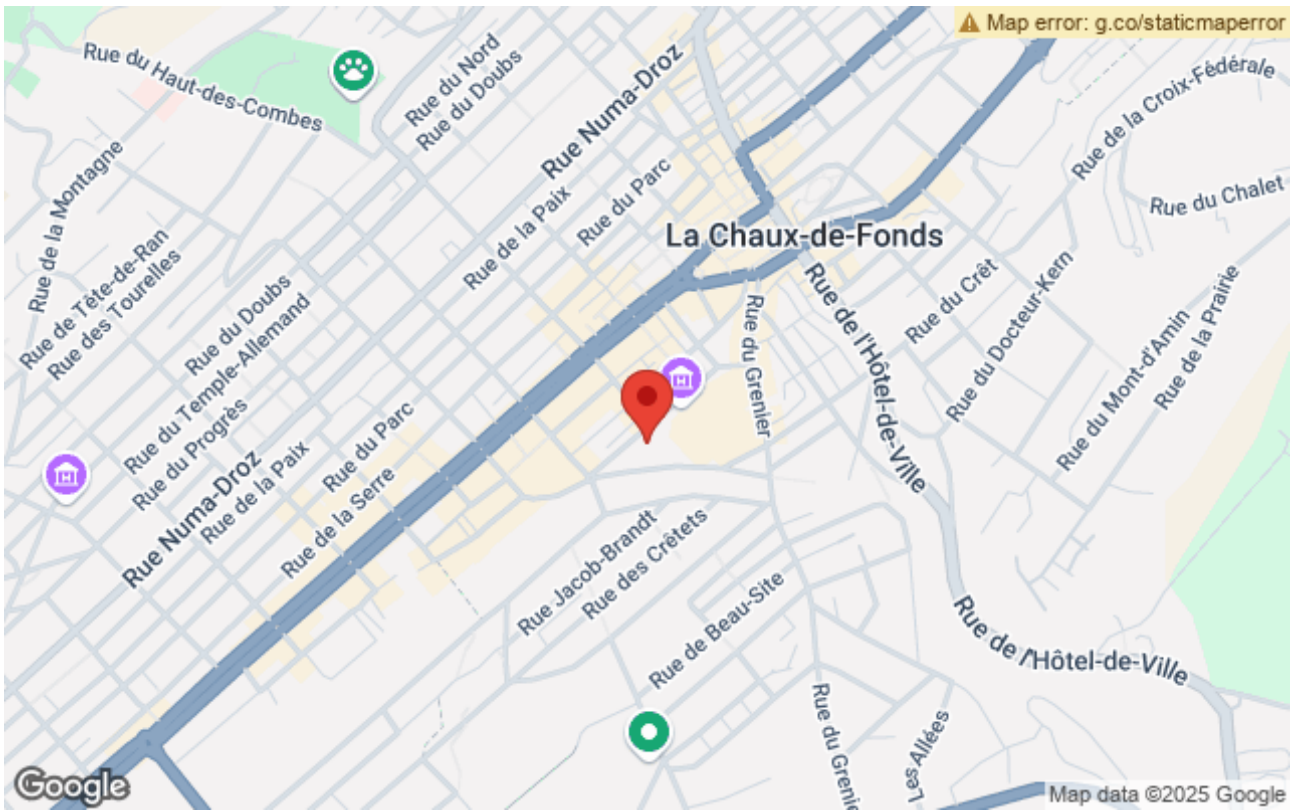 Map error: g.co/staticmaperror
Rue du Haut-des-Combes
Rue du Nord
Rue du Doubs
Rue Numa-Droz
Rue de la Croix-Fédérale
Rue du Chalet
Rue de la Montagne
Rue du Parc
Rue de la Paix
La Chaux-de-Fonds
Rue de Tête-de-Ran
Rue des Tourelles
Rue du Doubs
Rue du Temple-Allemand
Rue du Progrès
Rue Numa-Droz
Rue de la Paix
Rue du Parc
Rue de la Serre
Rue du Grenier
Rue de l'Hôtel-de-Ville
Rue du Crêt
Rue du Docteur-Kern
Rue du Mont-d'Amin
Rue de la Prairie
H
Rue Jacob-Brandt
Rue des Crêtets
Rue de Beau-Site
Rue de l'Hôtel-de-Ville
Rue du Grenier
Les Allées
Google
Map data ©2025 Google